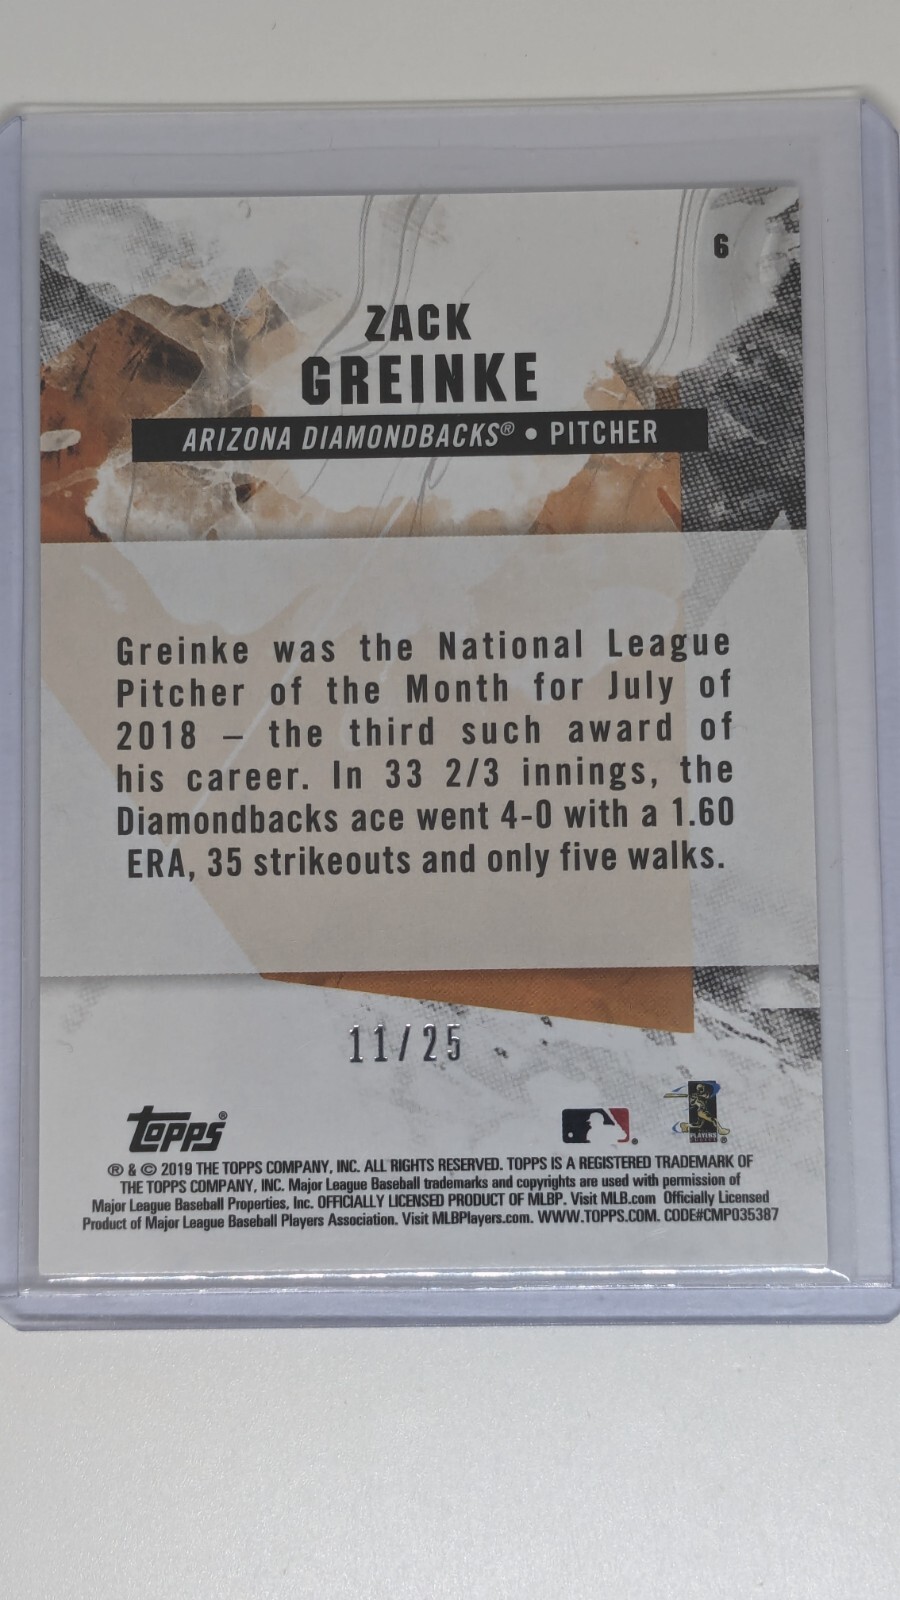 6
ZACK
GREINKE
ARIZONA DIAMONDBACKS® • PITCHER
Greinke was the National League
Pitcher of the Month for July of
2018 – the third such award of
his career. In 33 2/3 innings, the
Diamondbacks ace went 4-0 with a 1.60
ERA, 35 strikeouts and only five walks.
11/25
Topps®
PLAYERS
® & © 2019 THE TOPPS COMPANY, INC. ALL RIGHTS RESERVED. TOPPS IS A REGISTERED TRADEMARK OF
THE TOPPS COMPANY, INC. Major League Baseball trademarks and copyrights are used with permission of
Major League Baseball Properties, Inc. OFFICIALLY LICENSED PRODUCT OF MLBP. Visit MLB.com Officially Licensed
Product of Major League Baseball Players Association. Visit MLBPlayers.com. WWW.TOPPS.COM. CODE#CMP035387